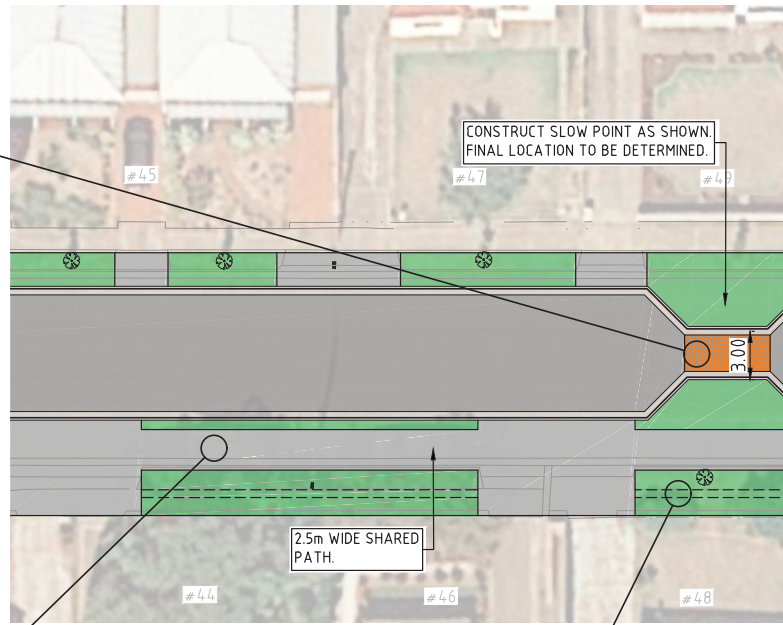 CONSTRUCT SLOW POINT AS SHOWN.
FINAL LOCATION TO BE DETERMINED.
#45
#47
#49
3.00
2.5m WIDE SHARED
PATH.
#44
#46
#48